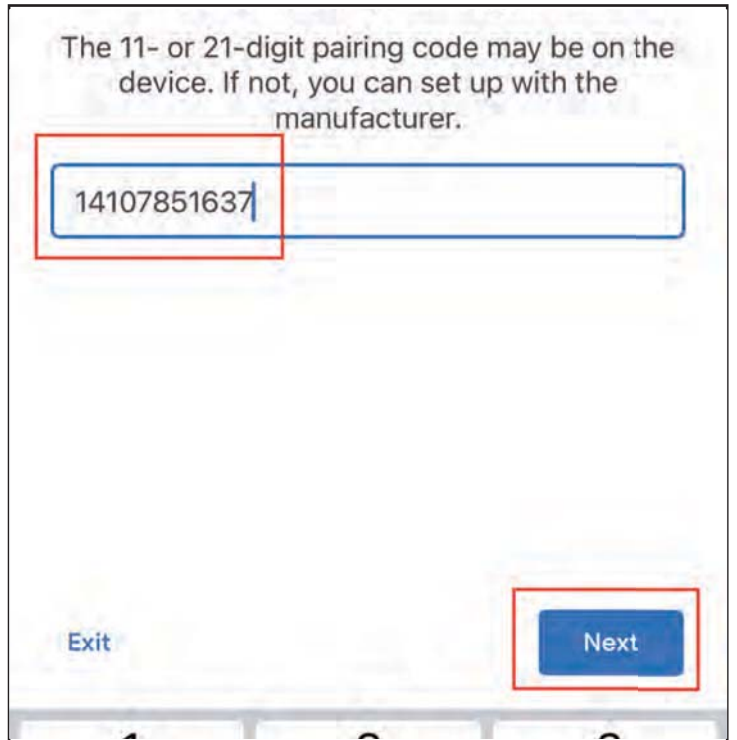 The 11- or 21-digit pairing code may be on the
device. If not, you can set up with the
manufacturer.
14107851637
Exit
Next